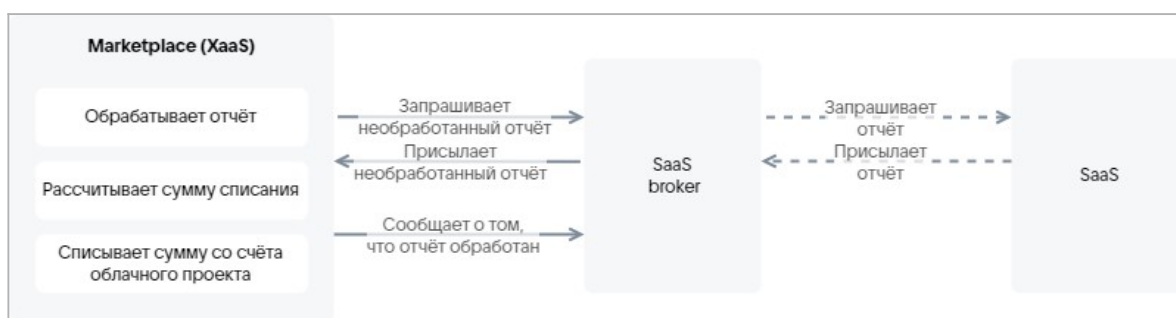 Marketplace (XaaS)
Обрабатывает отчёт
Рассчитывает сумму списания
Списывает сумму со счёта
облачного проекта
Запрашивает
необработанный отчёт
Присылает
необработанный отчёт
Сообщает о том,
что отчёт обработан
SaaS
broker
Запрашивает
отчёт
Присылает
отчёт
SaaS